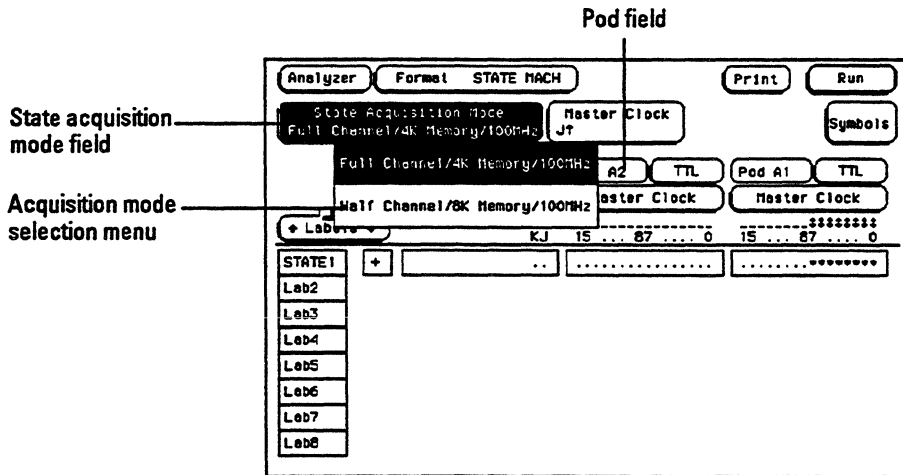 Pod field
Analyzer Format STATE MACH Print Run
State acquisition mode field
State Acquisition Mode
Full Channel/4K Memory/100MHz
Master Clock
J↑
Symbols
Full Channel/4K Memory/100MHz
A2 TTL Pod A1 TTL
Acquisition mode selection menu
Half Channel/8K Memory/100MHz
aster Clock Master Clock
+ Labels +
KJ 15 ... 87 .... 0 15 ... 87 .... 0
STATE1 + .. ................ ........********
Lab2
Lab3
Lab4
Lab5
Lab6
Lab7
Lab8